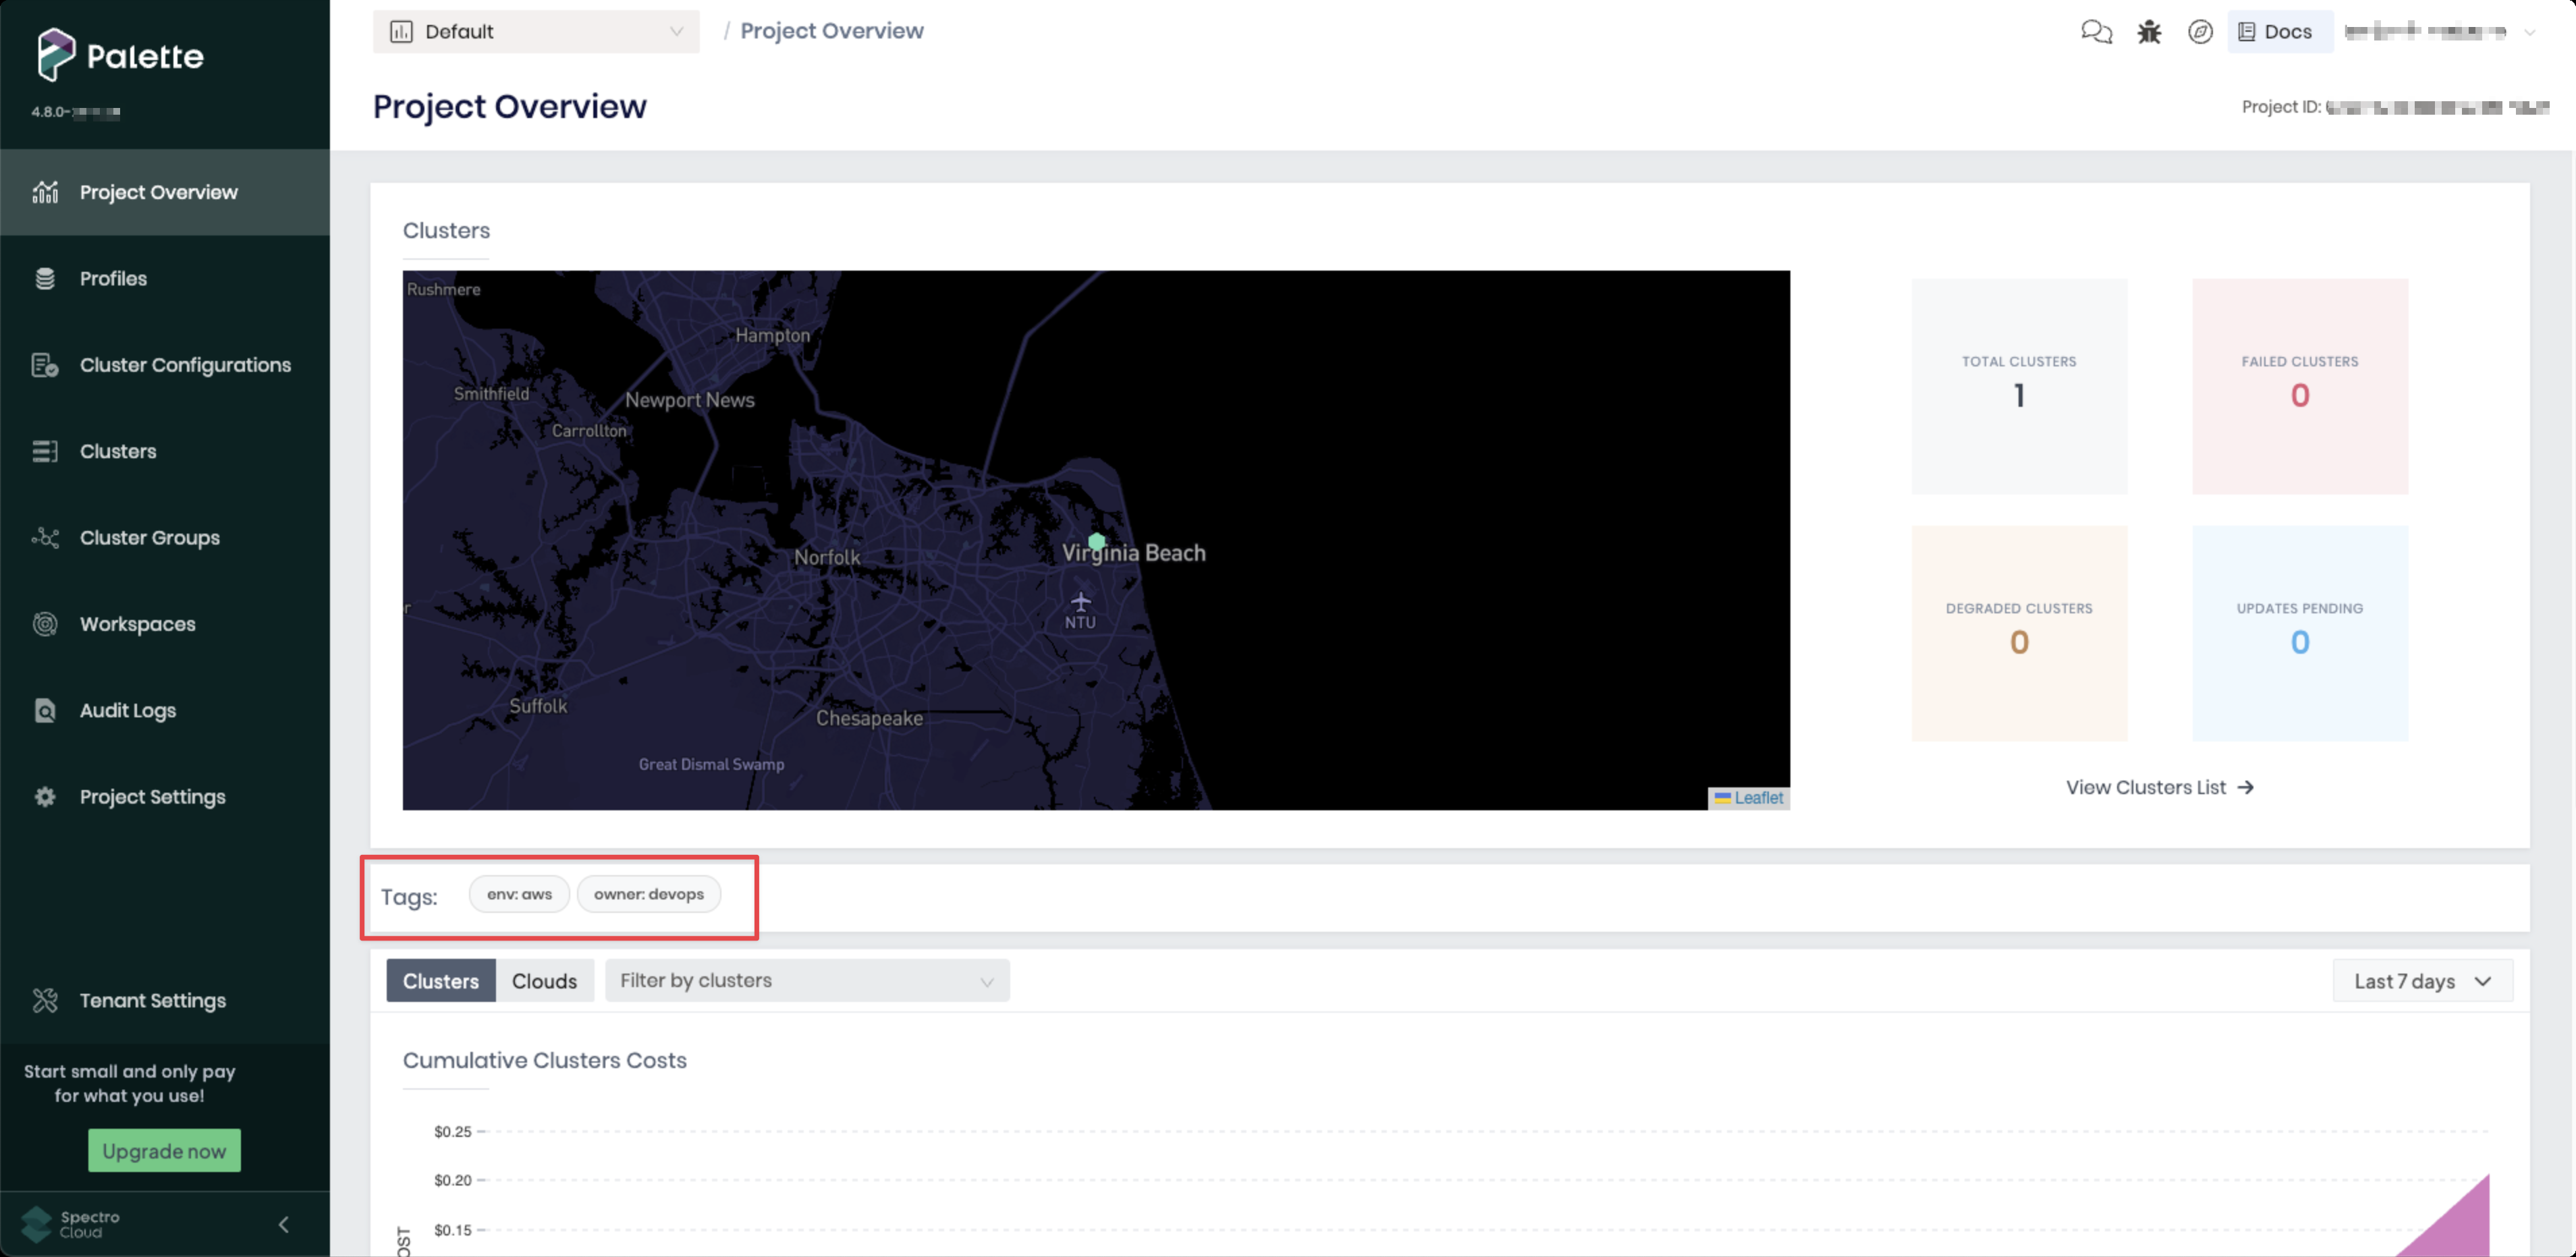 Palette
4.8.0-
Project Overview
Profiles
Cluster Configurations
Clusters
Cluster Groups
Workspaces
Audit Logs
Project Settings
Tenant Settings
Start small and only pay
for what you use!
Upgrade now
Spectro
Cloud
Default
/ Project Overview
Docs
Project Overview
Project ID:
Clusters
Rushmere
Hampton
Smithfield
Newport News
Carrollton
Norfolk
Virginia Beach
r
NTU
Suffolk
Chesapeake
Great Dismal Swamp
Leaflet
TOTAL CLUSTERS
1
FAILED CLUSTERS
0
DEGRADED CLUSTERS
0
UPDATES PENDING
0
View Clusters List →
Tags: env: aws owner: devops
Clusters Clouds Filter by clusters Last 7 days
Cumulative Clusters Costs
$0.25
$0.20
$0.15
OST